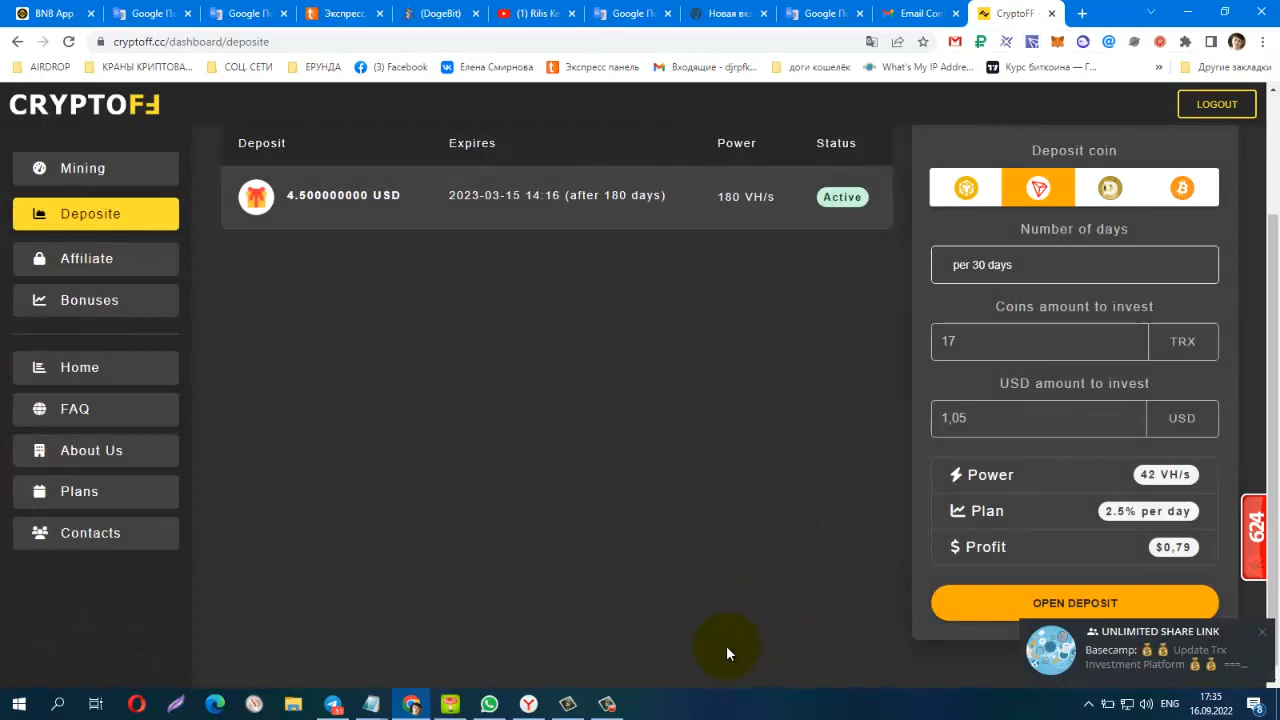 BNB App
Google П
Google П
Экспресс
(DogeBit)
(1) Rilis Ke
Google П
Новая вкл
Google П
Email Con
CryptoFF -
cryptoff.cc/dashboard/deposite
AIRDROP
КРАНЫ КРИПТОВА...
СОЦ. СЕТИ
ЕРУНДА
(3) Facebook
Елена Смирнова
Экспресс панель
Входящие - djrpfk...
доги кошелёк
What's My IP Addre...
Курс биткоина — Г...
»
Другие закладки
CRYPTOFF
LOGOUT
Mining
Deposite
Affiliate
Bonuses
Home
FAQ
About Us
Plans
Contacts
Deposit Expires Power Status
4.500000000 USD 2023-03-15 14:16 (after 180 days) 180 VH/s Active
Deposit coin
Number of days
per 30 days
Coins amount to invest
17 TRX
USD amount to invest
1,05 USD
Power 42 VH/s
Plan 2.5% per day
Profit $0,79
OPEN DEPOSIT
624
UNLIMITED SHARE LINK
Basecamp: Update Trx
Investment Platform ===...
ENG
17:35
16.09.2022
8